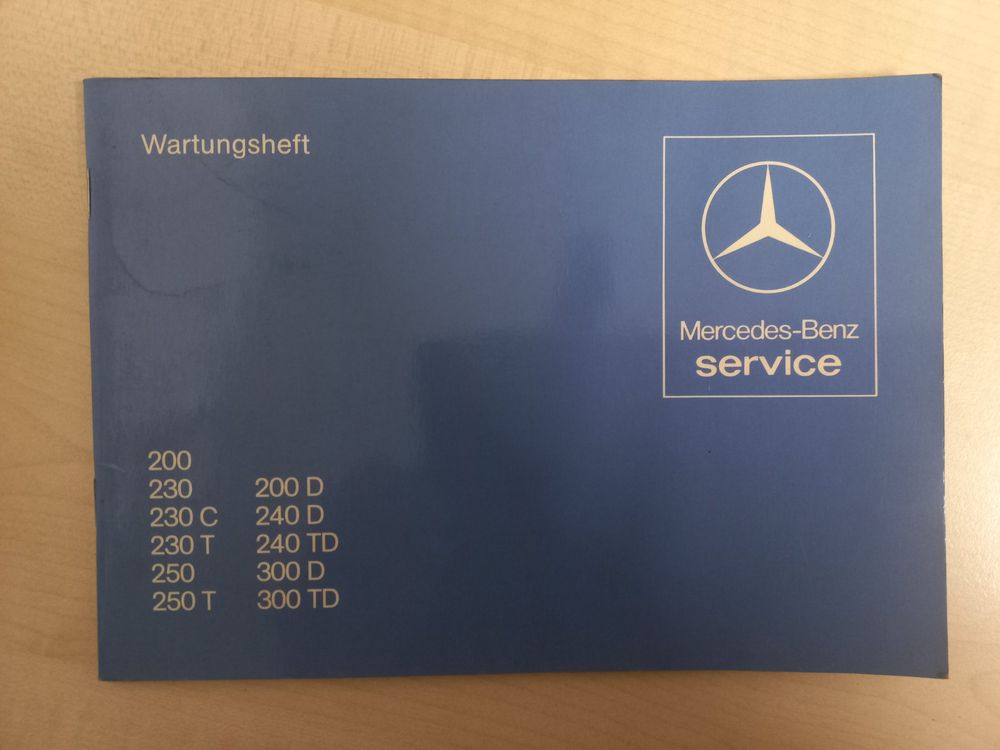 Wartungsheft
Mercedes-Benz
service
200
230
230 C
230 T
250
250 T
200 D
240 D
240 TD
300 D
300 TD